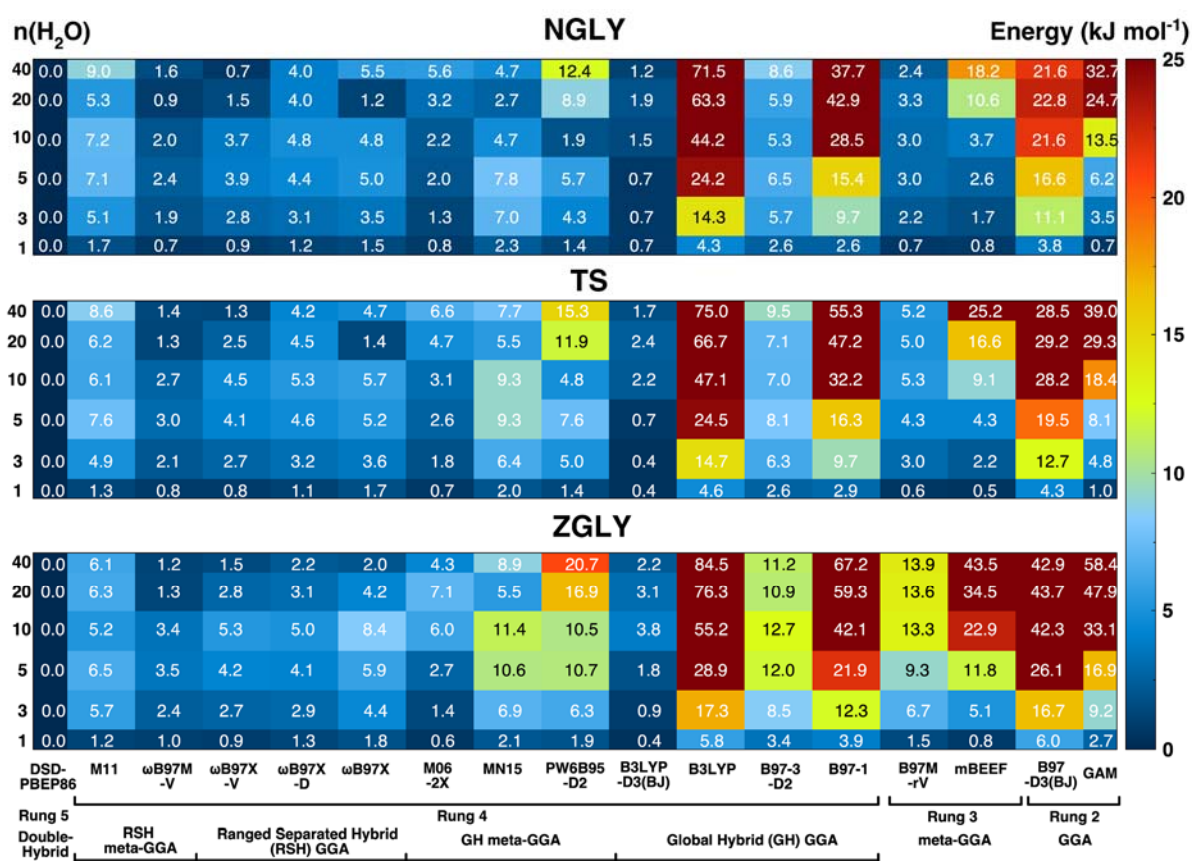 n(H₂O) NGLY Energy (kJ mol⁻¹)
40 0.0 9.0 1.6 0.7 4.0 5.5 5.6 4.7 12.4 1.2 71.5 8.6 37.7 2.4 18.2 21.6 32.7 25
20 0.0 5.3 0.9 1.5 4.0 1.2 3.2 2.7 8.9 1.9 63.3 5.9 42.9 3.3 10.6 22.8 24.7
10 0.0 7.2 2.0 3.7 4.8 4.8 2.2 4.7 1.9 1.5 44.2 5.3 28.5 3.0 3.7 21.6 13.5
5 0.0 7.1 2.4 3.9 4.4 5.0 2.0 7.8 5.7 0.7 24.2 6.5 15.4 3.0 2.6 16.6 6.2
20
3 0.0 5.1 1.9 2.8 3.1 3.5 1.3 7.0 4.3 0.7 14.3 5.7 9.7 2.2 1.7 11.1 3.5
1 0.0 1.7 0.7 0.9 1.2 1.5 0.8 2.3 1.4 0.7 4.3 2.6 2.6 0.7 0.8 3.8 0.7
TS
40 0.0 8.6 1.4 1.3 4.2 4.7 6.6 7.7 15.3 1.7 75.0 9.5 55.3 5.2 25.2 28.5 39.0
20 0.0 6.2 1.3 2.5 4.5 1.4 4.7 5.5 11.9 2.4 66.7 7.1 47.2 5.0 16.6 29.2 29.3 15
10 0.0 6.1 2.7 4.5 5.3 5.7 3.1 9.3 4.8 2.2 47.1 7.0 32.2 5.3 9.1 28.2 18.4
5 0.0 7.6 3.0 4.1 4.6 5.2 2.6 9.3 7.6 0.7 24.5 8.1 16.3 4.3 4.3 19.5 8.1
3 0.0 4.9 2.1 2.7 3.2 3.6 1.8 6.4 5.0 0.4 14.7 6.3 9.7 3.0 2.2 12.7 4.8
10
1 0.0 1.3 0.8 0.8 1.1 1.7 0.7 2.0 1.4 0.4 4.6 2.6 2.9 0.6 0.5 4.3 1.0
ZGLY
40 0.0 6.1 1.2 1.5 2.2 2.0 4.3 8.9 20.7 2.2 84.5 11.2 67.2 13.9 43.5 42.9 58.4
20 0.0 6.3 1.3 2.8 3.1 4.2 7.1 5.5 16.9 3.1 76.3 10.9 59.3 13.6 34.5 43.7 47.9
5
10 0.0 5.2 3.4 5.3 5.0 8.4 6.0 11.4 10.5 3.8 55.2 12.7 42.1 13.3 22.9 42.3 33.1
5 0.0 6.5 3.5 4.2 4.1 5.9 2.7 10.6 10.7 1.8 28.9 12.0 21.9 9.3 11.8 26.1 16.9
3 0.0 5.7 2.4 2.7 2.9 4.4 1.4 6.9 6.3 0.9 17.3 8.5 12.3 6.7 5.1 16.7 9.2
1 0.0 1.2 1.0 0.9 1.3 1.8 0.6 2.1 1.9 0.4 5.8 3.4 3.9 1.5 0.8 6.0 2.7 0
DSD- M11 ωB97M ωB97X ωB97X ωB97X M06 MN15 PW6B95 B3LYP B3LYP B97-3 B97-1 B97M mBEEF B97 GAM
PBEP86 -V -V -D -2X -D2 -D3(BJ) -D2 -rV -D3(BJ)
Rung 5 Rung 4 Rung 3 Rung 2
Double- RSH Ranged Separated Hybrid GH meta-GGA Global Hybrid (GH) GGA meta-GGA GGA
Hybrid meta-GGA (RSH) GGA